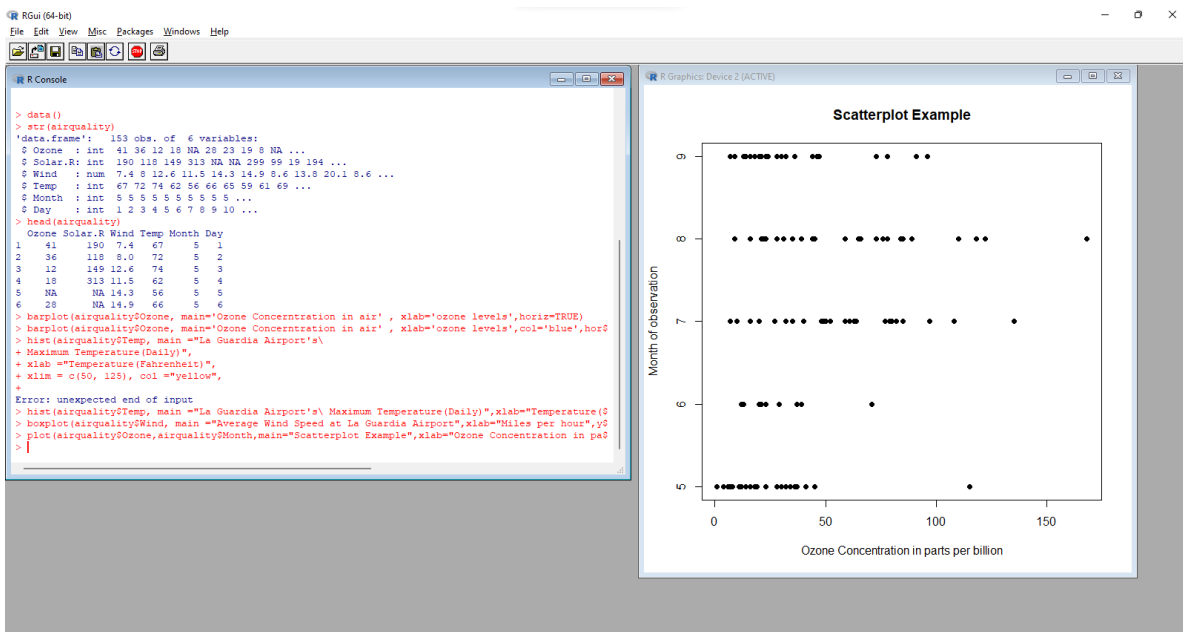 RGui (64-bit)
File Edit View Misc Packages Windows Help
STOP
R Console
> data()
> str(airquality)
'data.frame':   153 obs. of  6 variables:
 $ Ozone  : int  41 36 12 18 NA 28 23 19 8 NA ...
 $ Solar.R: int  190 118 149 313 NA NA 299 99 19 194 ...
 $ Wind   : num  7.4 8 12.6 11.5 14.3 14.9 8.6 13.8 20.1 8.6 ...
 $ Temp   : int  67 72 74 62 56 66 65 59 61 69 ...
 $ Month  : int  5 5 5 5 5 5 5 5 5 5 ...
 $ Day    : int  1 2 3 4 5 6 7 8 9 10 ...
> head(airquality)
  Ozone Solar.R Wind Temp Month Day
1    41     190  7.4   67     5   1
2    36     118  8.0   72     5   2
3    12     149 12.6   74     5   3
4    18     313 11.5   62     5   4
5    NA      NA 14.3   56     5   5
6    28      NA 14.9   66     5   6
> barplot(airquality$Ozone, main='Ozone Concerntration in air' , xlab='ozone levels',horiz=TRUE)
> barplot(airquality$Ozone, main='Ozone Concerntration in air' , xlab='ozone levels',col='blue',hor$
> hist(airquality$Temp, main ="La Guardia Airport's\
+ Maximum Temperature(Daily)",
+ xlab ="Temperature(Fahrenheit)",
+ xlim = c(50, 125), col ="yellow",
+
Error: unexpected end of input
> hist(airquality$Temp, main ="La Guardia Airport's\ Maximum Temperature(Daily)",xlab="Temperature($
> boxplot(airquality$Wind, main ="Average Wind Speed at La Guardia Airport",xlab="Miles per hour",y$
> plot(airquality$Ozone,airquality$Month,main="Scatterplot Example",xlab="Ozone Concentration in pa$
>
R Graphics: Device 2 (ACTIVE)
Scatterplot Example
Month of observation
9
8
7
6
5
0 50 100 150
Ozone Concentration in parts per billion